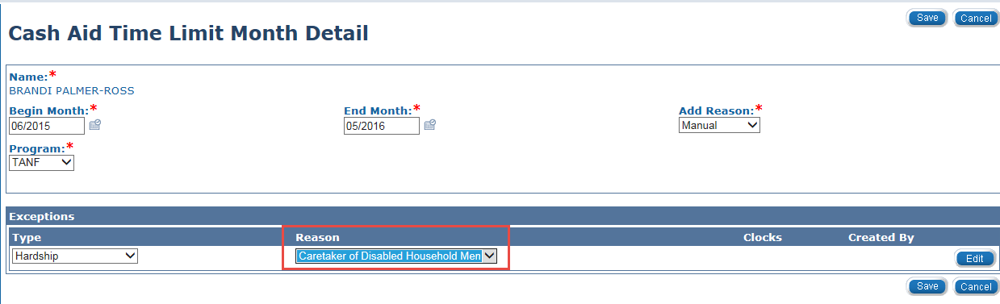 Save Cancel
Cash Aid Time Limit Month Detail
Name:*
BRANDI PALMER-ROSS
Begin Month:* End Month:* Add Reason:*
06/2015 05/2016 Manual
Program:*
TANF
Exceptions
Type Reason Clocks Created By
Hardship Caretaker of Disabled Household Men Edit
Save Cancel